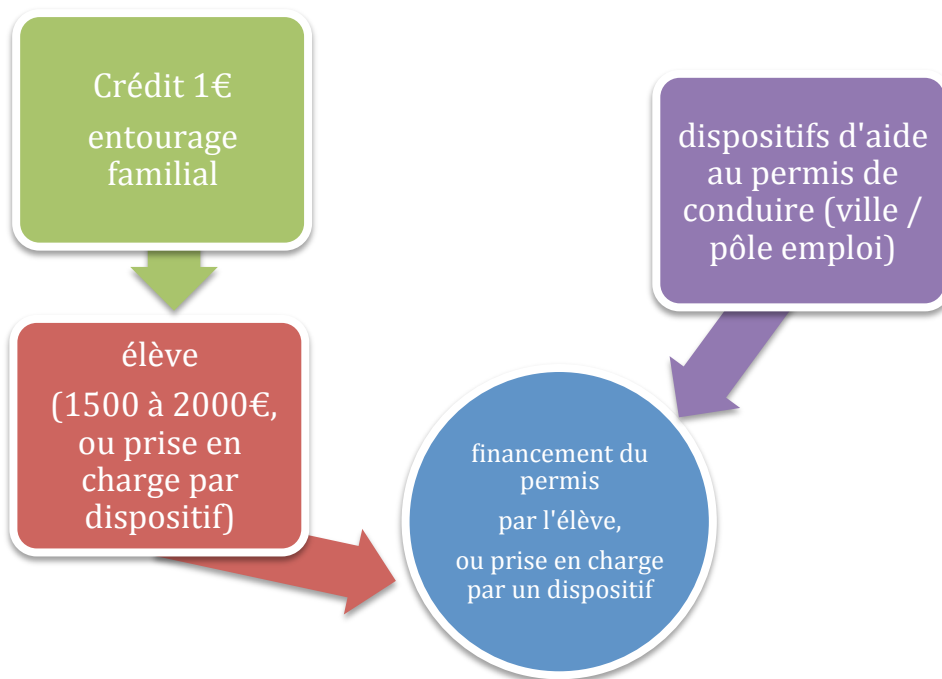 Crédit 1€
entourage
familial
dispositifs d'aide
au permis de
conduire (ville /
pôle emploi)
élève
(1500 à 2000€,
ou prise en
charge par
dispositif)
financement du
permis
par l'élève,
ou prise en charge
par un dispositif